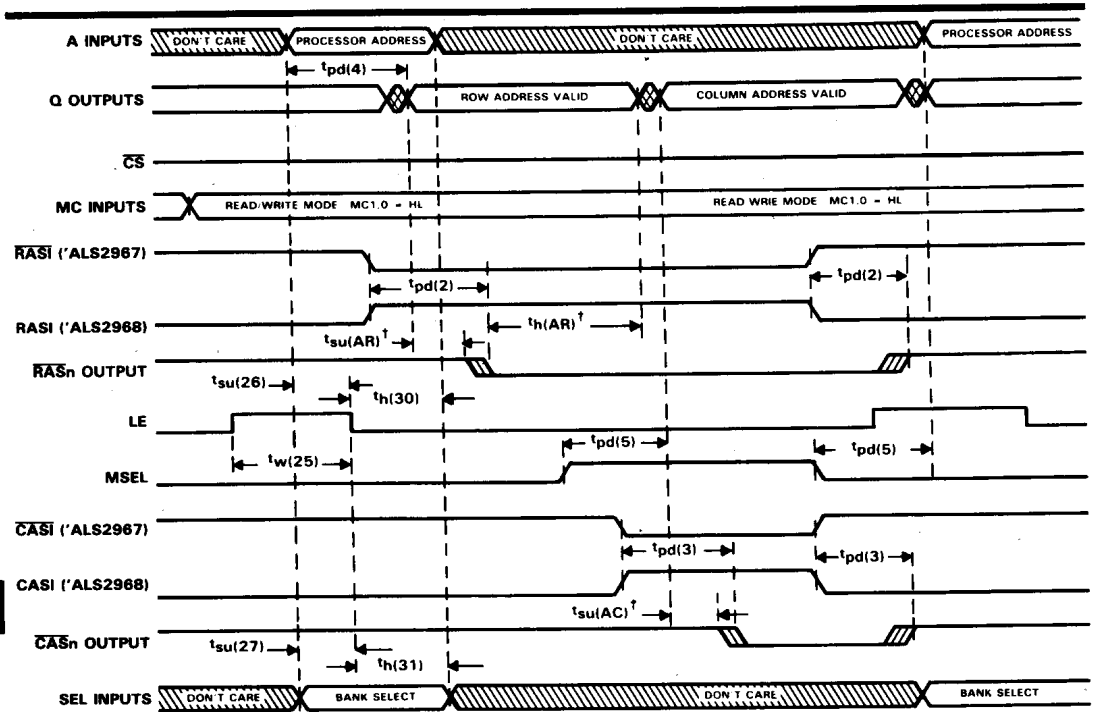 A INPUTS DON'T CARE PROCESSOR ADDRESS DON'T CARE PROCESSOR ADDRESS
tpd(4)
Q OUTPUTS ROW ADDRESS VALID COLUMN ADDRESS VALID
CS
MC INPUTS READ/WRITE MODE MC1.0 = HL READ WRIE MODE MC1.0 = HL
RASI ('ALS2967)
tpd(2) tpd(2)
RASI ('ALS2968)
tsu(AR)† th(AR)†
RASn OUTPUT
tsu(26)
th(30)
LE
tw(25) tpd(5) tpd(5)
MSEL
CASI ('ALS2967)
tpd(3) tpd(3)
CASI ('ALS2968)
tsu(AC)†
CASn OUTPUT
tsu(27)
th(31)
SEL INPUTS DON'T CARE BANK SELECT DON T CARE BANK SELECT